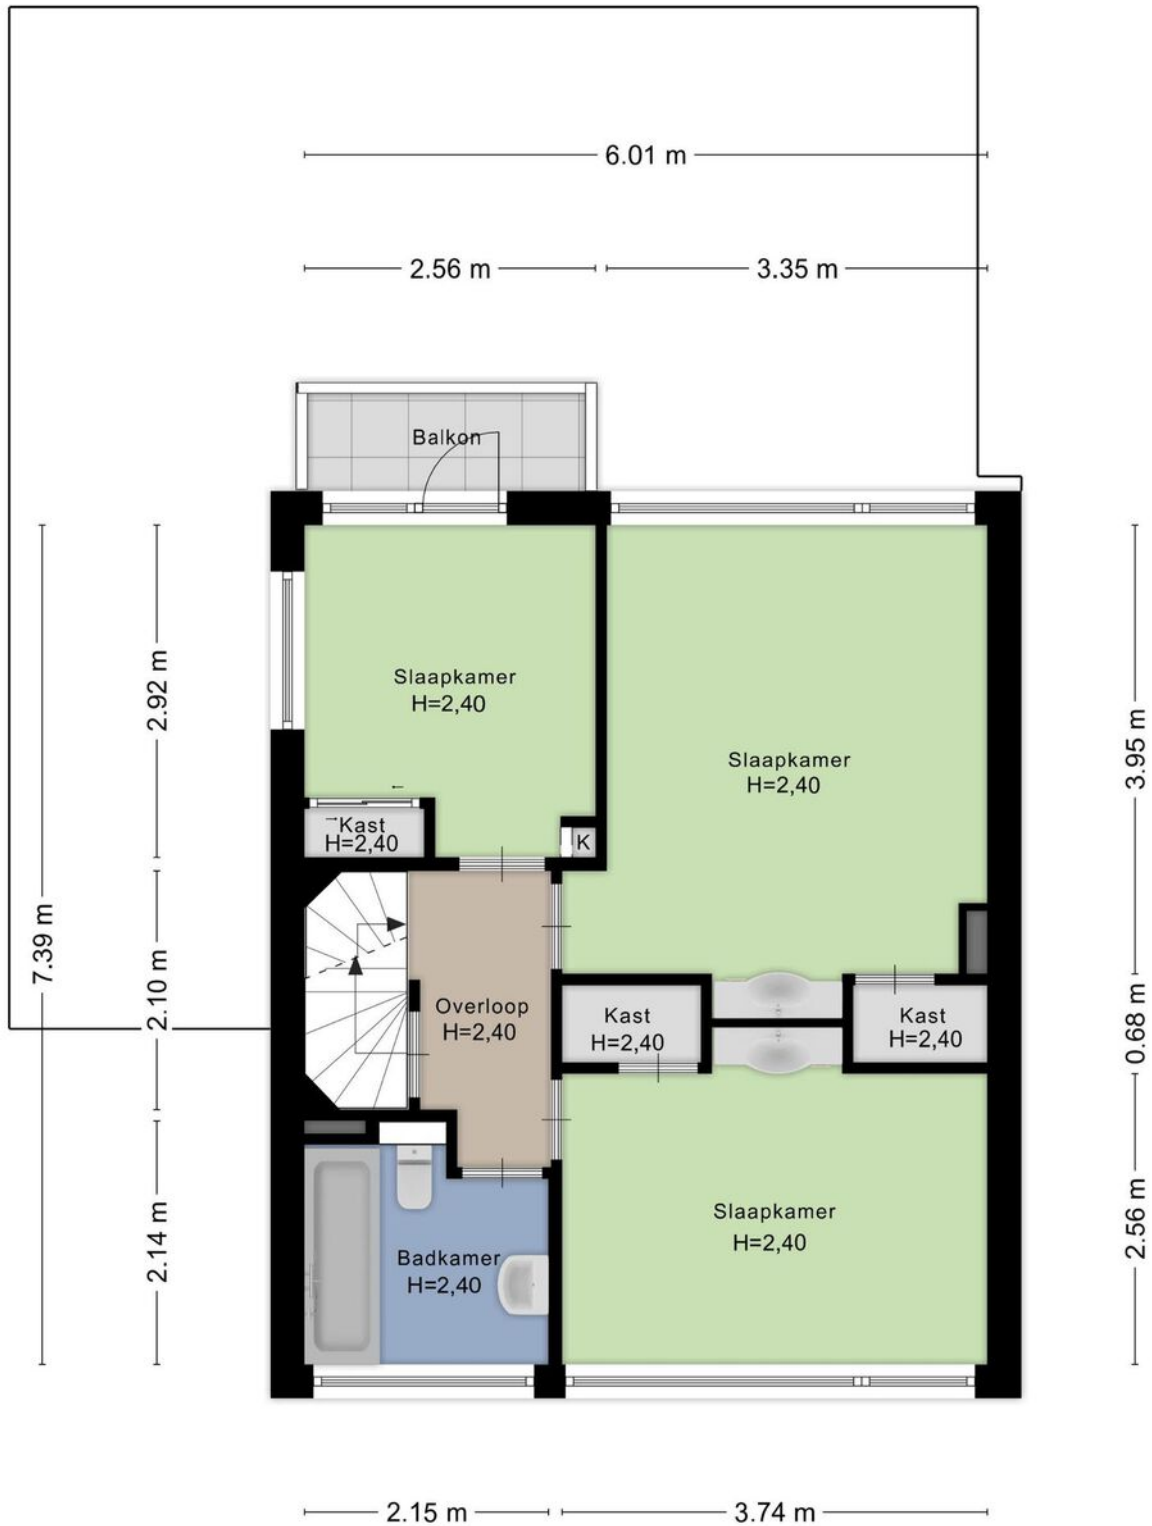 6.01 m
2.56 m
3.35 m
Balkon
2.92 m
Slaapkamer
H=2,40
3.95 m
Slaapkamer
H=2,40
Kast
H=2,40
K
7.39 m
2.10 m
Overloop
H=2,40
Kast
H=2,40
Kast
H=2,40
0.68 m
2.14 m
Badkamer
H=2,40
Slaapkamer
H=2,40
2.56 m
2.15 m
3.74 m